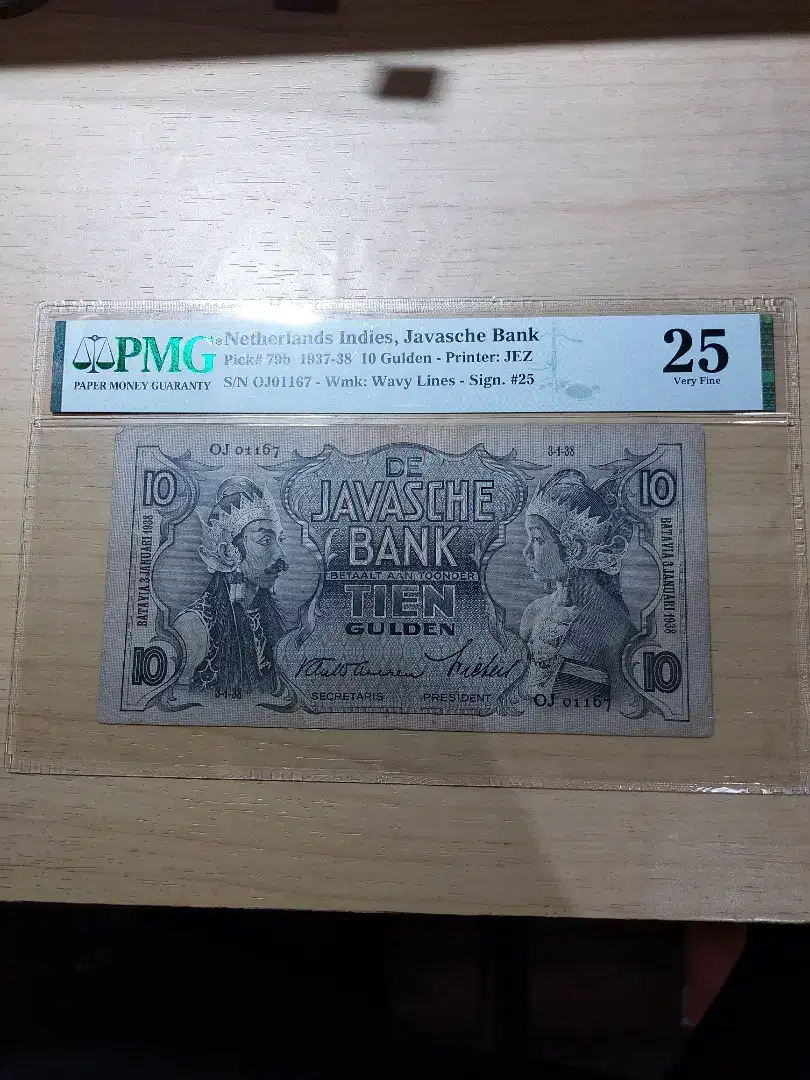 PMG
PAPER MONEY GUARANTY
Netherlands Indies, Javasche Bank
Pick# 79b 1937-38 10 Gulden - Printer: JEZ
S/N OJ01167 - Wmk: Wavy Lines - Sign. #25
25
Very Fine
OJ 01167
3-1-38
10
10
DE
JAVASCHE
BANK
BETAALT AAN TOONDER
TIEN
GULDEN
BATAVIA 3 JANUARI 1938
BATAVIA 3 JANUARI 1938
10
10
3-1-38
SECRETARIS PRESIDENT
OJ 01167